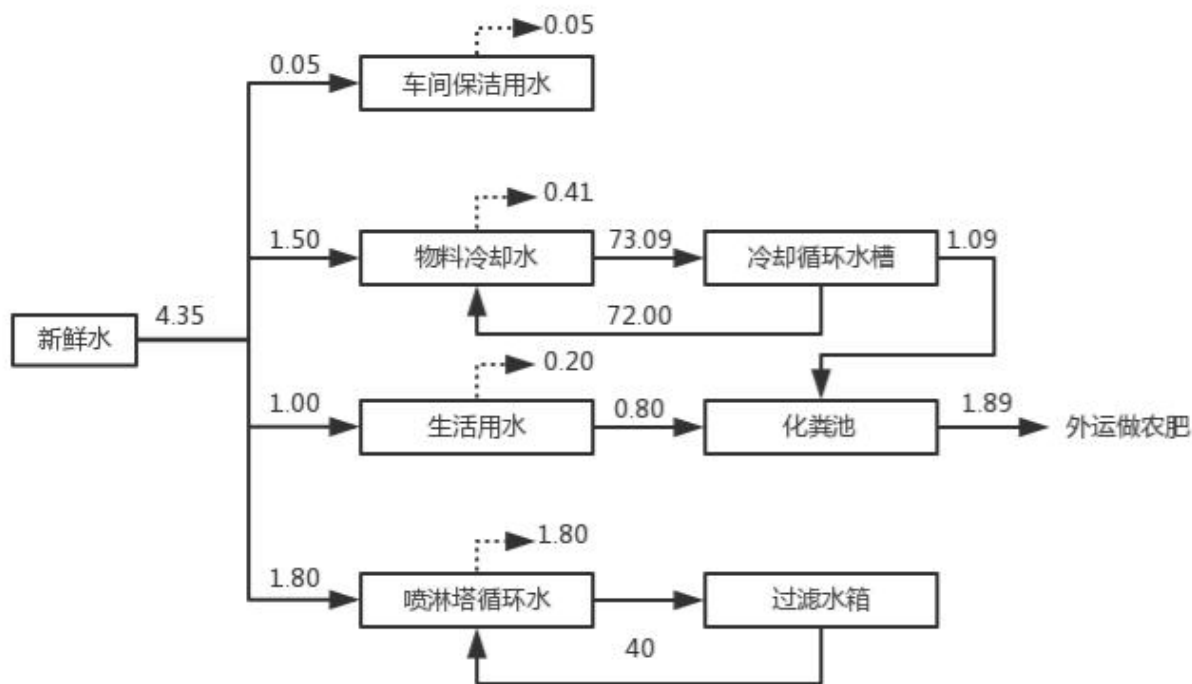 0.05
0.05
车间保洁用水
0.41
1.50
物料冷却水
73.09
冷却循环水槽
1.09
72.00
新鲜水
4.35
0.20
1.00
生活用水
0.80
化粪池
1.89
外运做农肥
1.80
1.80
喷淋塔循环水
过滤水箱
40